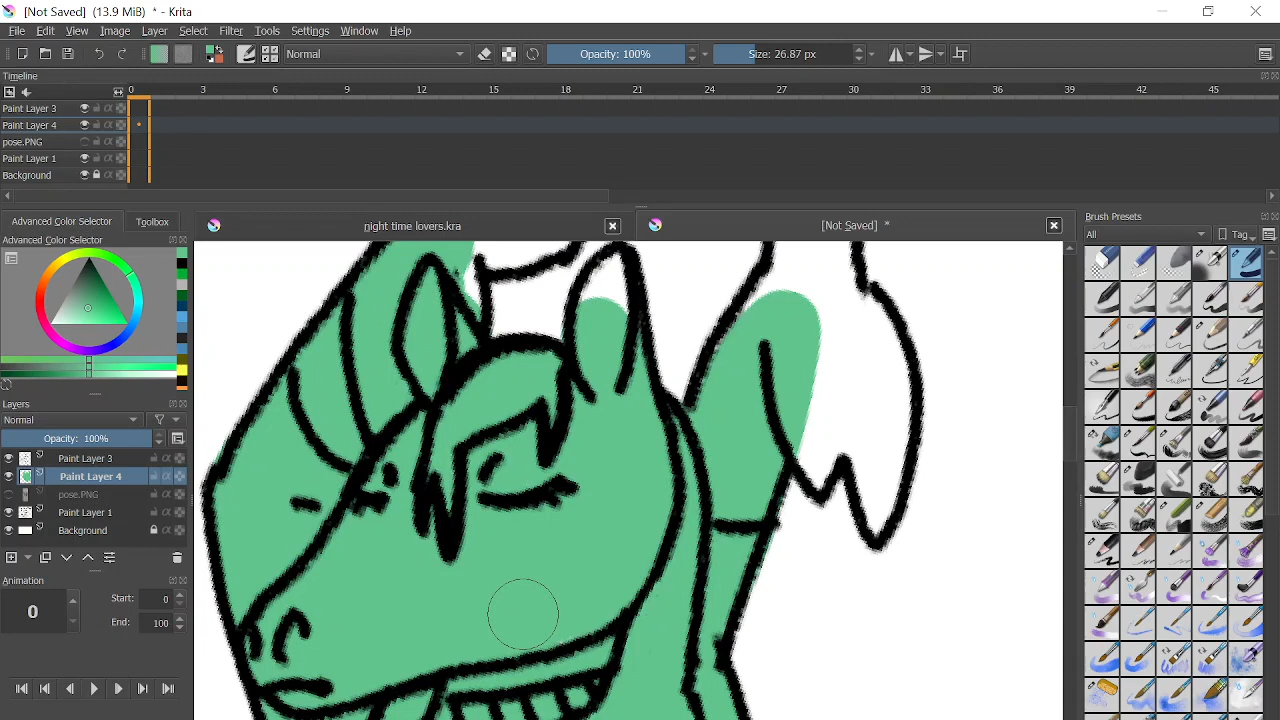 [Not Saved] (13.9 MiB) * - Krita
File Edit View Image Layer Select Filter Tools Settings Window Help
Normal Opacity: 100% Size: 26.87 px
Timeline
0 3 6 9 12 15 18 21 24 27 30 33 36 39 42 45
Paint Layer 3
Paint Layer 4
pose.PNG
Paint Layer 1
Background
Advanced Color Selector Toolbox
night time lovers.kra
[Not Saved] *
Brush Presets
All Tag
Advanced Color Selector
Layers
Normal
Opacity: 100%
Paint Layer 3
Paint Layer 4
pose.PNG
Paint Layer 1
Background
Animation
0
Start: 0
End: 100